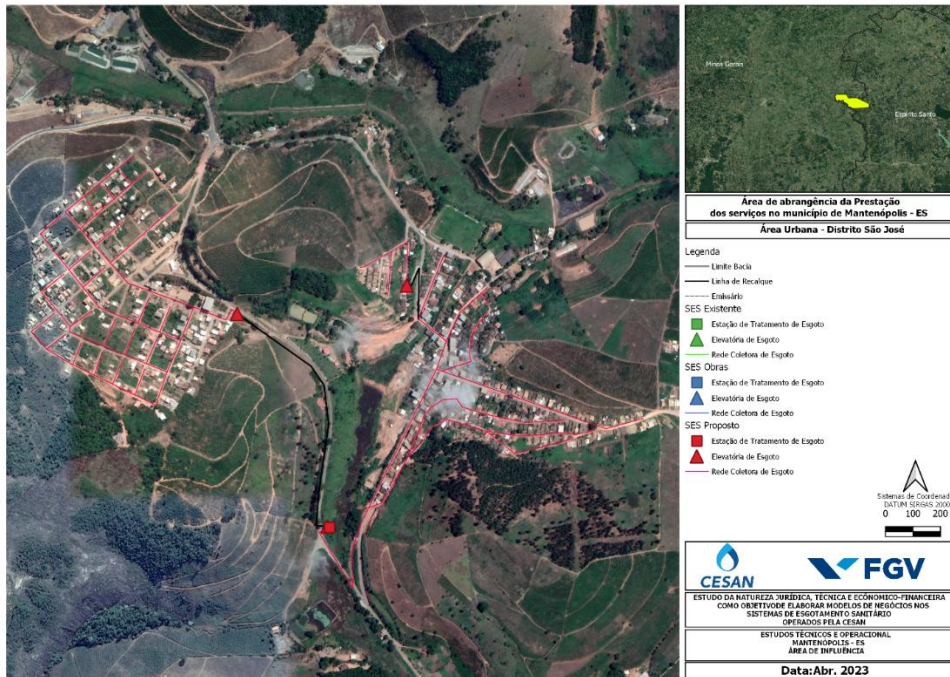 Minas Gerais
Espírito Santo
Área de abrangência da Prestação
dos serviços no município de Mantenópolis - ES
Área Urbana - Distrito São José
Legenda
Limite Bacia
Linha de Recalque
Emissário
SES Existente
Estação de Tratamento de Esgoto
Elevatória de Esgoto
Rede Coletora de Esgoto
SES Obras
Estação de Tratamento de Esgoto
Elevatória de Esgoto
Rede Coletora de Esgoto
SES Proposto
Estação de Tratamento de Esgoto
Elevatória de Esgoto
Rede Coletora de Esgoto
Sistemas de Coordenad
DATUM SIRGAS 2000
0 100 200
CESAN
FGV
ESTUDO DA NATUREZA JURÍDICA, TÉCNICA E ECÔNOMICO-FINANCEIRA
COMO OBJETIVODE ELABORAR MODELOS DE NEGÓCIOS NOS
SISTEMAS DE ESGOTAMENTO SANITÁRIO
OPERADOS PELA CESAN
ESTUDOS TÉCNICOS E OPERACIONAL
MANTENÓPOLIS - ES
ÁREA DE INFLUÊNCIA
Data:Abr. 2023